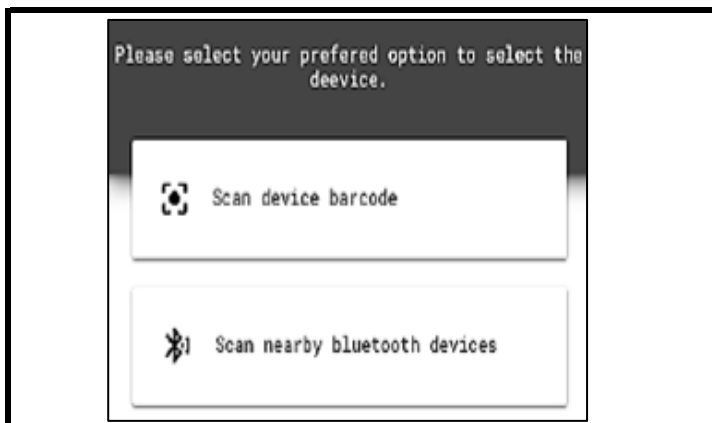 Please select your prefered option to select the
deevice.
Scan device barcode
Scan nearby bluetooth devices